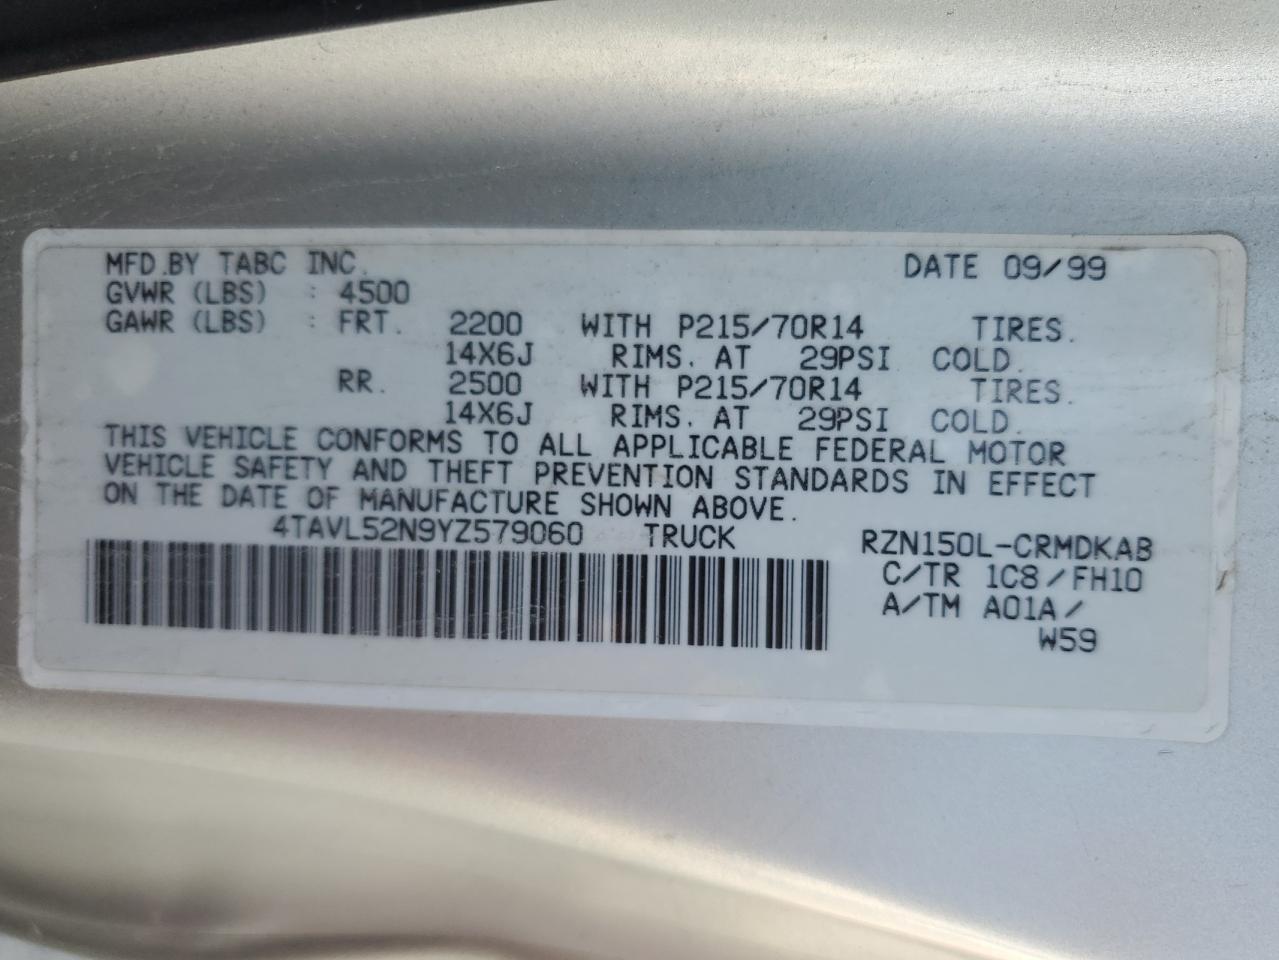 MFD.BY TABC INC. DATE 09/99
GVWR (LBS) : 4500
GAWR (LBS) : FRT. 2200 WITH P215/70R14 TIRES.
14X6J RIMS. AT 29PSI COLD.
RR. 2500 WITH P215/70R14 TIRES.
14X6J RIMS. AT 29PSI COLD.
THIS VEHICLE CONFORMS TO ALL APPLICABLE FEDERAL MOTOR
VEHICLE SAFETY AND THEFT PREVENTION STANDARDS IN EFFECT
ON THE DATE OF MANUFACTURE SHOWN ABOVE.
4TAVL52N9YZ579060 TRUCK RZN150L-CRMDKAB
C/TR 1C8/FH10
A/TM A01A/
W59